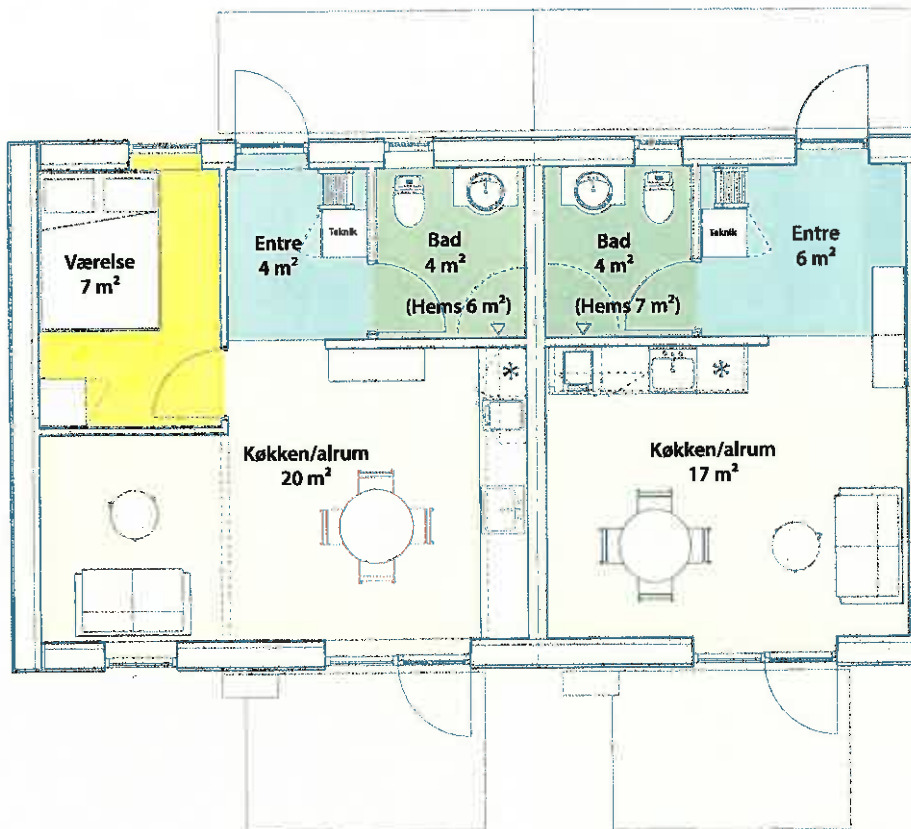 Værelse
7 m²
Entre
4 m²
Teknik
Bad
4 m²
(Hems 6 m²)
Køkken/alrum
20 m²
Bad
4 m²
(Hems 7 m²)
Teknik
Entre
6 m²
Køkken/alrum
17 m²